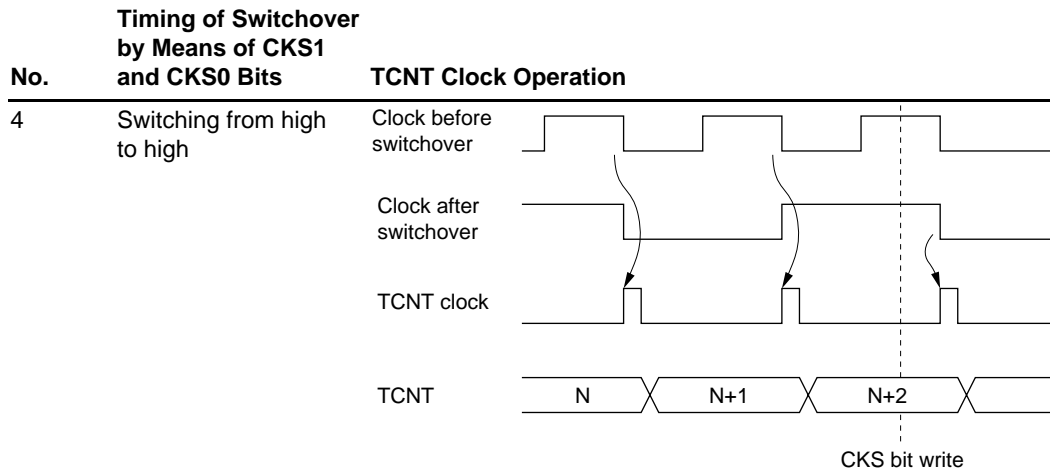 Timing of Switchover
by Means of CKS1
No. and CKS0 Bits TCNT Clock Operation
4 Switching from high
to high
Clock before
switchover
Clock after
switchover
TCNT clock
TCNT N N+1 N+2
CKS bit write